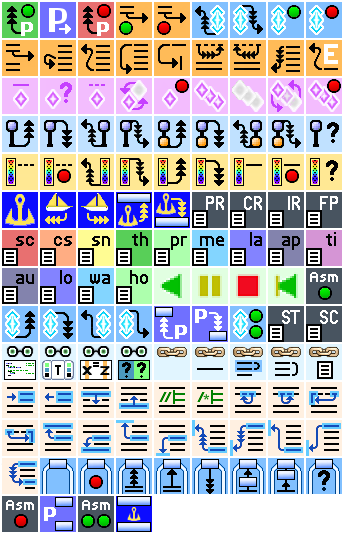 P P P
E
?
?
?
PR CR IR FP
sc cs sn th pr me la ap ti
au lo wa ho Asm
P P ST SC
T x=z ? ?
// /*
?
Asm P Asm